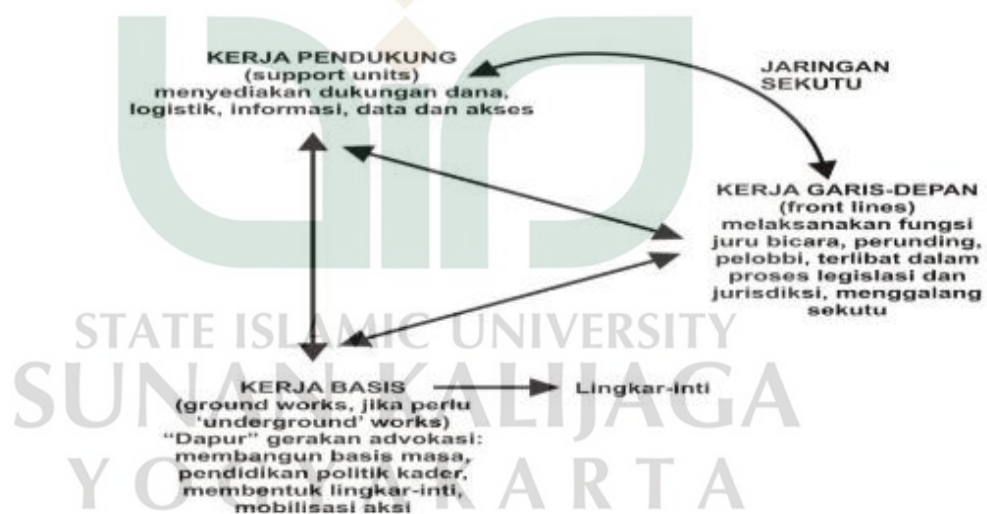 KERJA PENDUKUNG
(support units)
menyediakan dukungan dana,
logistik, informasi, data dan akses
JARINGAN
SEKUTU
KERJA GARIS-DEPAN
(front lines)
melaksanakan fungsi
juru bicara, perunding,
pelobbi, terlibat dalam
proses legislasi dan
jurisdiksi, menggalang
sekutu
STATE ISLAMIC UNIVERSITY
SUNAN KALIJAGA
YOGYAKARTA
KERJA BASIS
(ground works, jika perlu
'underground' works)
"Dapur" gerakan advokasi:
membangun basis masa,
pendidikan politik kader,
membentuk lingkar-inti,
mobilisasi aksi
Lingkar-inti